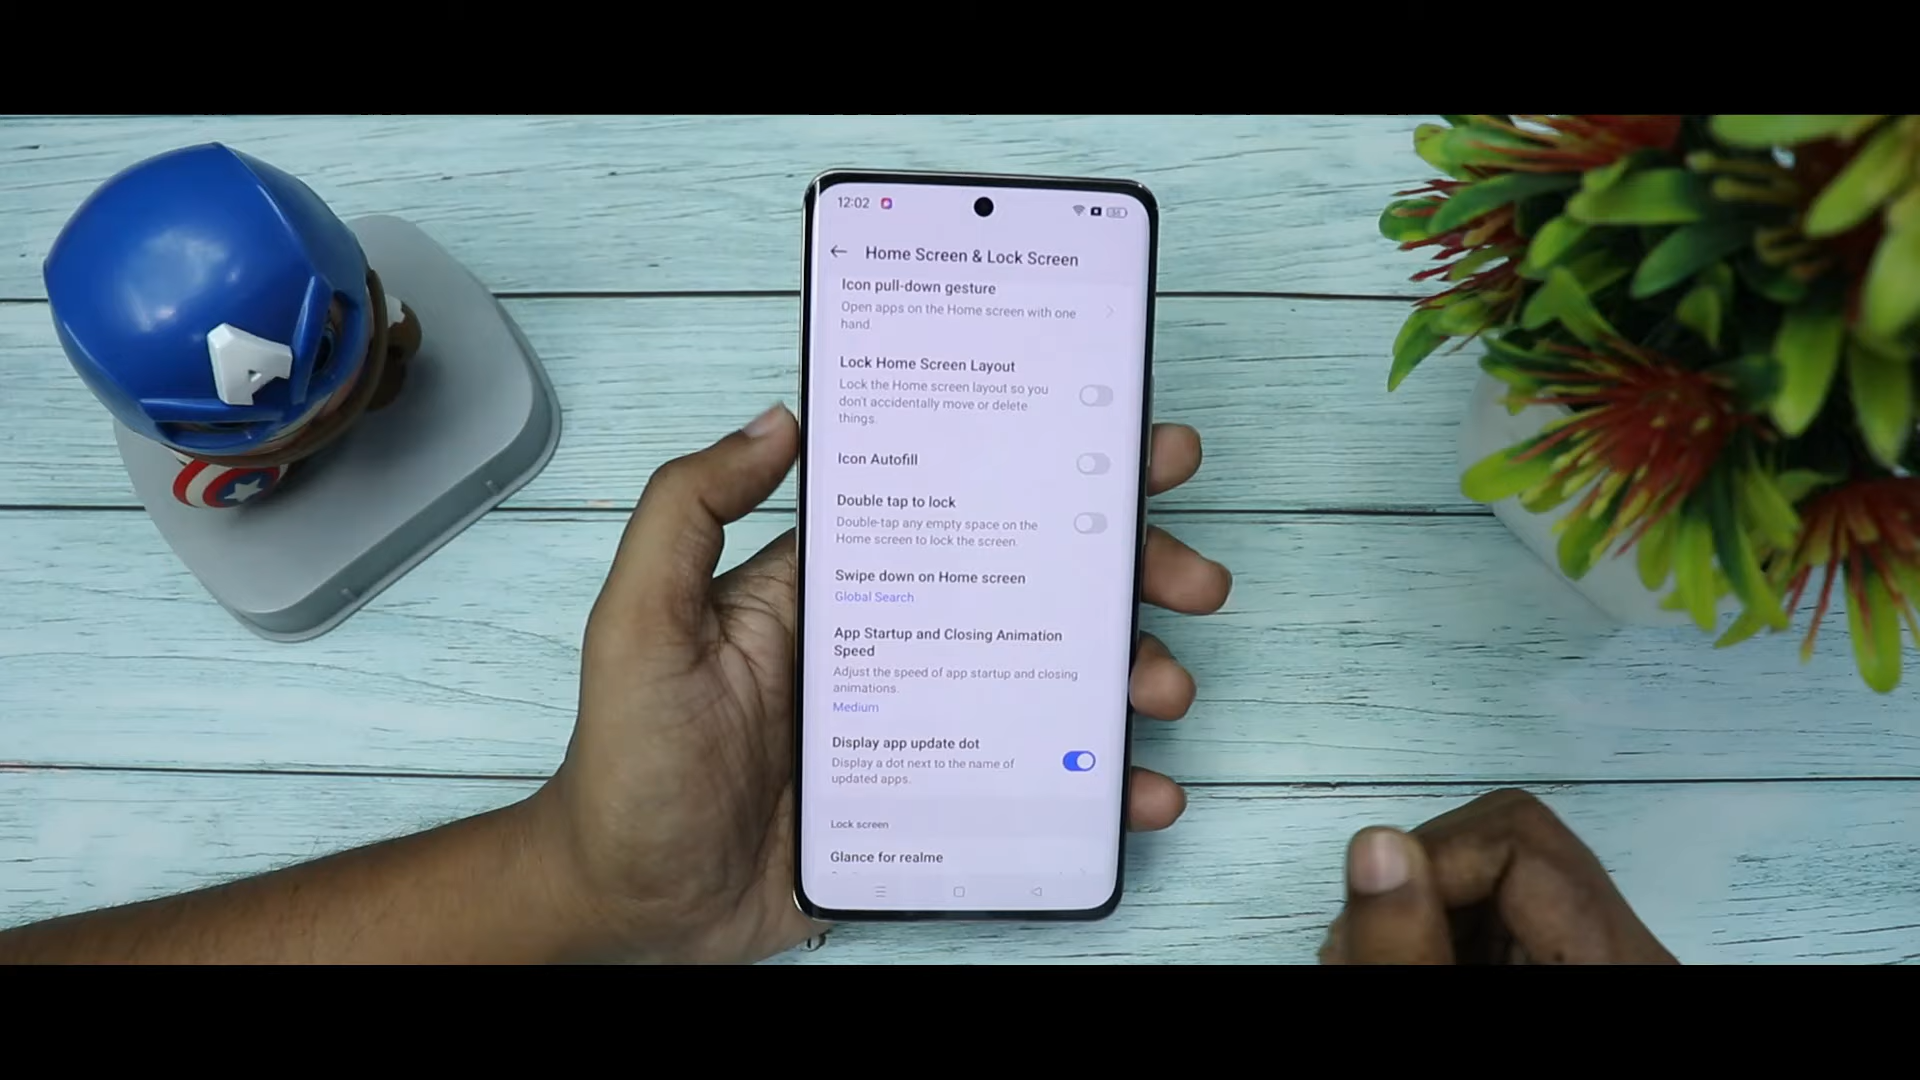 12:02
Home Screen & Lock Screen
Icon pull-down gesture
Open apps on the Home screen with one
hand.
Lock Home Screen Layout
Lock the Home screen layout so you
don't accidentally move or delete
things.
Icon Autofill
Double tap to lock
Double-tap any empty space on the
Home screen to lock the screen.
Swipe down on Home screen
Global Search
App Startup and Closing Animation
Speed
Adjust the speed of app startup and closing
animations.
Medium
Display app update dot
Display a dot next to the name of
updated apps.
Lock screen
Glance for realme
A